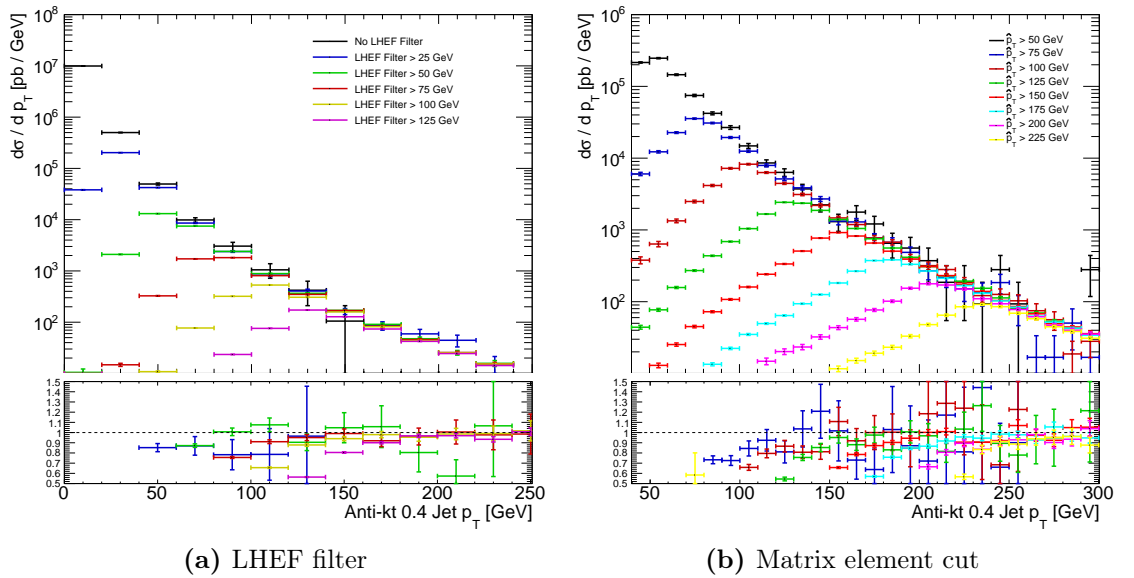 dσ / d p_T [pb / GeV]
10^8
10^7
10^6
10^5
10^4
10^3
10^2
10
No LHEF Filter
LHEF Filter > 25 GeV
LHEF Filter > 50 GeV
LHEF Filter > 75 GeV
LHEF Filter > 100 GeV
LHEF Filter > 125 GeV
1.5
1.4
1.3
1.2
1.1
1
0.9
0.8
0.7
0.6
0.5
0 50 100 150 200 250
Anti-kt 0.4 Jet p_T [GeV]
(a) LHEF filter
dσ / d p_T [pb / GeV]
10^6
10^5
10^4
10^3
10^2
p̂_T > 50 GeV
p̂_T > 75 GeV
p̂_T > 100 GeV
p̂_T > 125 GeV
p̂_T > 150 GeV
p̂_T > 175 GeV
p̂_T > 200 GeV
p̂_T > 225 GeV
1.5
1.4
1.3
1.2
1.1
1
0.9
0.8
0.7
0.6
0.5
50 100 150 200 250 300
Anti-kt 0.4 Jet p_T [GeV]
(b) Matrix element cut